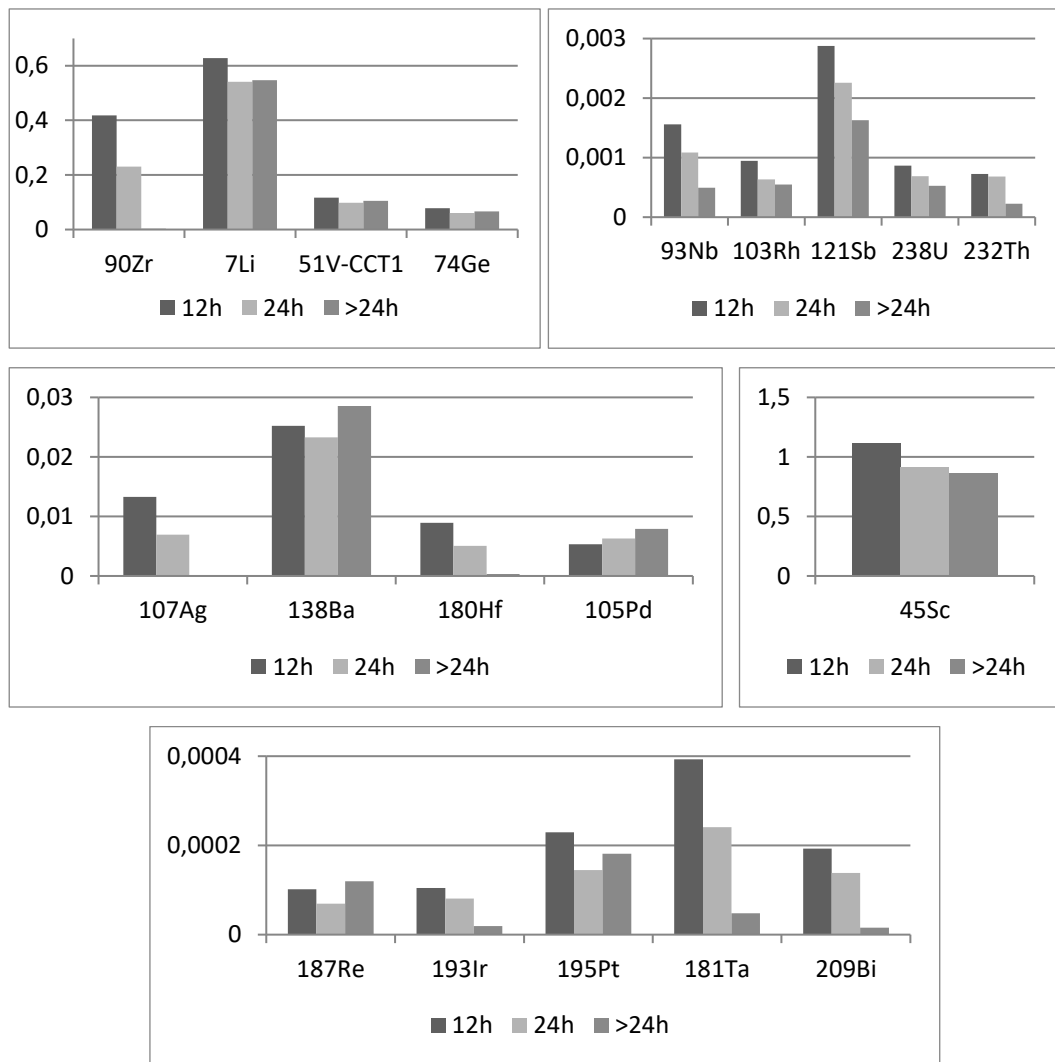 0,6
0,4
0,2
0
90Zr 7Li 51V-CCT1 74Ge
12h 24h >24h
0,003
0,002
0,001
0
93Nb 103Rh 121Sb 238U 232Th
12h 24h >24h
0,03
0,02
0,01
0
107Ag 138Ba 180Hf 105Pd
12h 24h >24h
1,5
1
0,5
0
45Sc
12h 24h >24h
0,0004
0,0002
0
187Re 193Ir 195Pt 181Ta 209Bi
12h 24h >24h